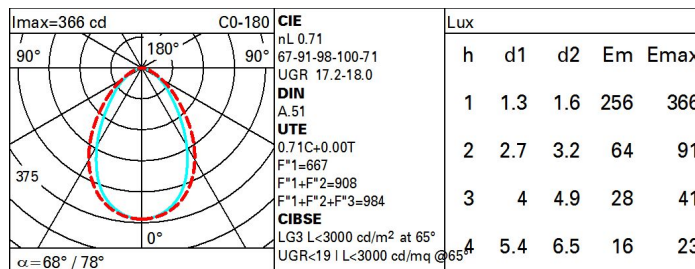 Imax=366 cd C0-180
90° 180° 90°
375
0°
α=68° / 78°
CIE
nL 0.71
67-91-98-100-71
UGR 17.2-18.0
DIN
A.51
UTE
0.71C+0.00T
F"1=667
F"1+F"2=908
F"1+F"2+F"3=984
CIBSE
LG3 L<3000 cd/m² at 65°
UGR<19 | L<3000 cd/mq @65°
Lux
h d1 d2 Em Emax
1 1.3 1.6 256 366
2 2.7 3.2 64 91
3 4 4.9 28 41
4 5.4 6.5 16 23